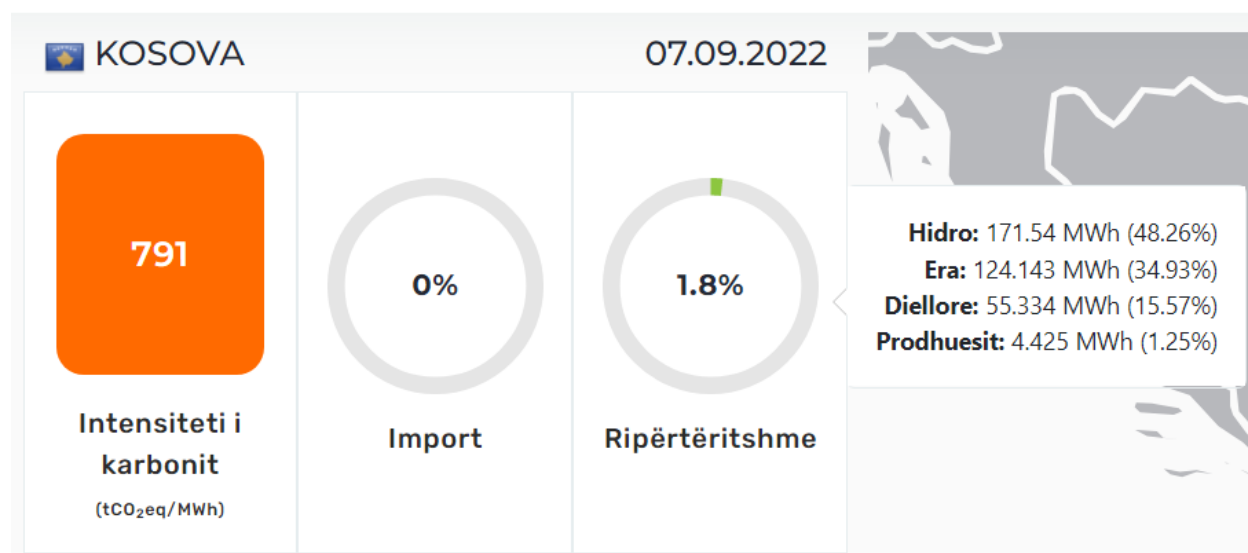 KOSOVA
07.09.2022
791
Intensiteti i
karbonit
(tCO₂eq/MWh)
0%
Import
1.8%
Ripërtëritshme
Hidro: 171.54 MWh (48.26%)
Era: 124.143 MWh (34.93%)
Diellore: 55.334 MWh (15.57%)
Prodhuesit: 4.425 MWh (1.25%)